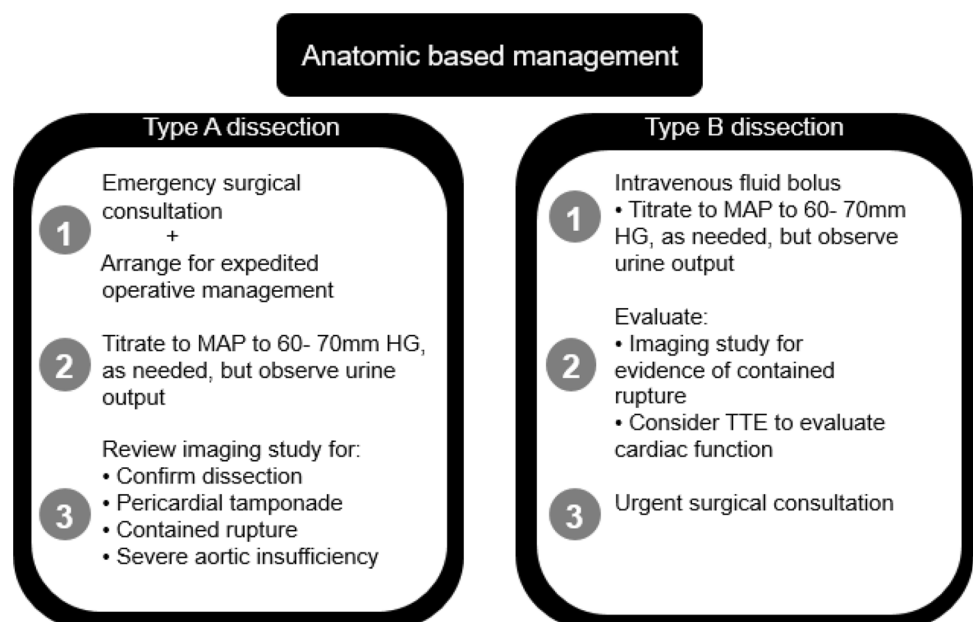 Anatomic based management
Type A dissection
1
Emergency surgical
consultation
+
Arrange for expedited
operative management
2
Titrate to MAP to 60- 70mm HG,
as needed, but observe urine
output
3
Review imaging study for:
• Confirm dissection
• Pericardial tamponade
• Contained rupture
• Severe aortic insufficiency
Type B dissection
1
Intravenous fluid bolus
• Titrate to MAP to 60- 70mm
HG, as needed, but observe
urine output
2
Evaluate:
• Imaging study for
evidence of contained
rupture
• Consider TTE to evaluate
cardiac function
3
Urgent surgical consultation